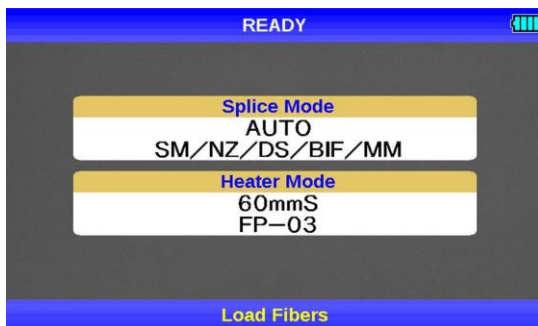 READY
Splice Mode
AUTO
SM/NZ/DS/BIF/MM
Heater Mode
60mmS
FP-03
Load Fibers